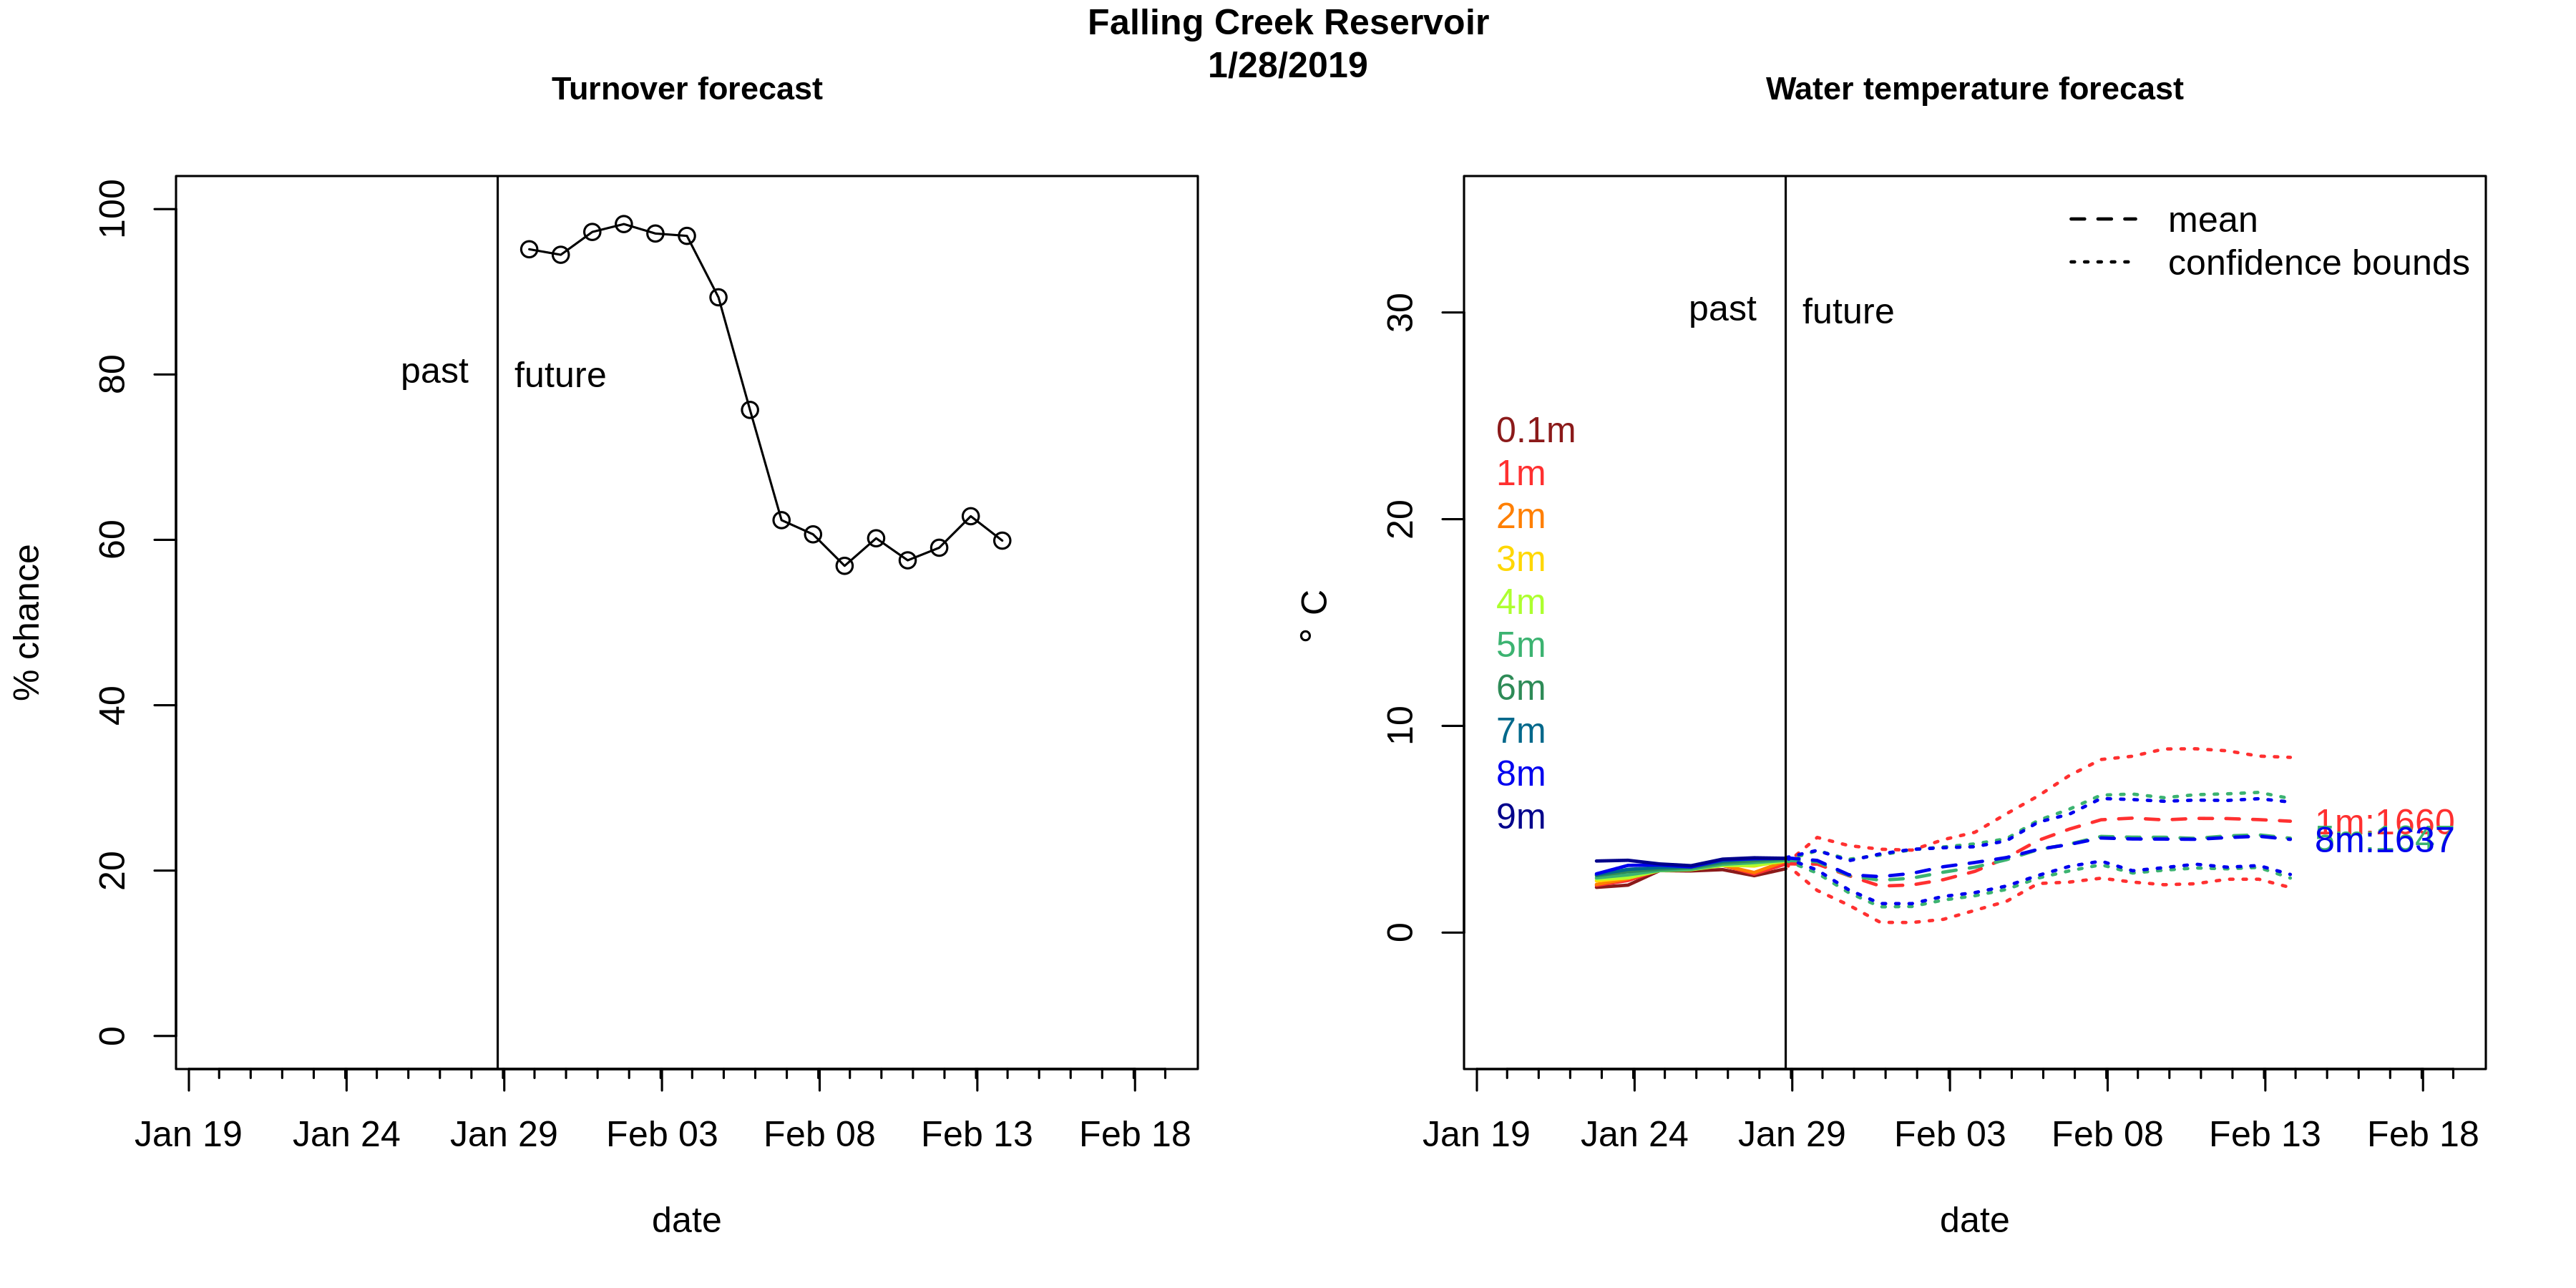 Falling Creek Reservoir
1/28/2019
Turnover forecast
% chance
100
80
60
40
20
0
past
future
Jan 19
Jan 24
Jan 29
Feb 03
Feb 08
Feb 13
Feb 18
date
Water temperature forecast
° C
30
20
10
0
mean
confidence bounds
past
future
0.1m
1m
2m
3m
4m
5m
6m
7m
8m
9m
1m:1660
8m:1637
Jan 19
Jan 24
Jan 29
Feb 03
Feb 08
Feb 13
Feb 18
date